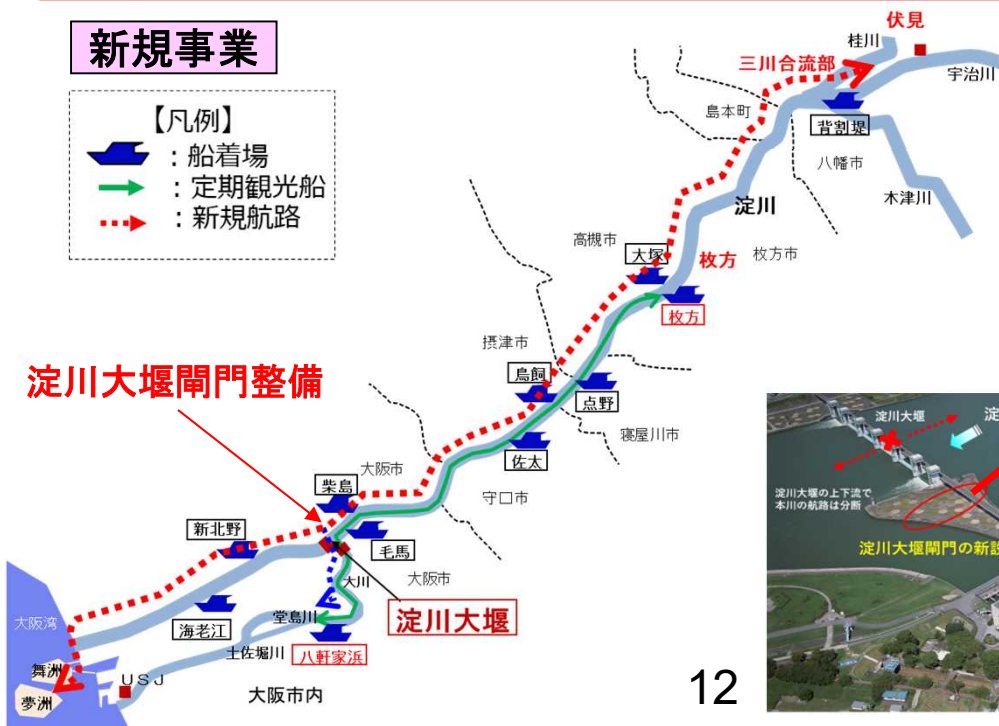 新規事業
【凡例】
：船着場
：定期観光船
：新規航路
伏見
桂川
宇治川
三川合流部
島本町
背割堤
八幡市
木津川
淀川
高槻市
大塚
枚方
枚方市
枚方
摂津市
鳥飼
点野
寝屋川市
佐太
守口市
淀川大堰閘門整備
大阪市
柴島
新北野
毛馬
大川
大阪市
海老江
堂島川
淀川大堰
八軒家浜
土佐堀川
大阪湾
舞洲
夢洲
ＵＳＪ
大阪市内
12
淀川大堰
淀
淀川大堰の上下流で
本川の航路は分断
淀川大堰閘門の新設